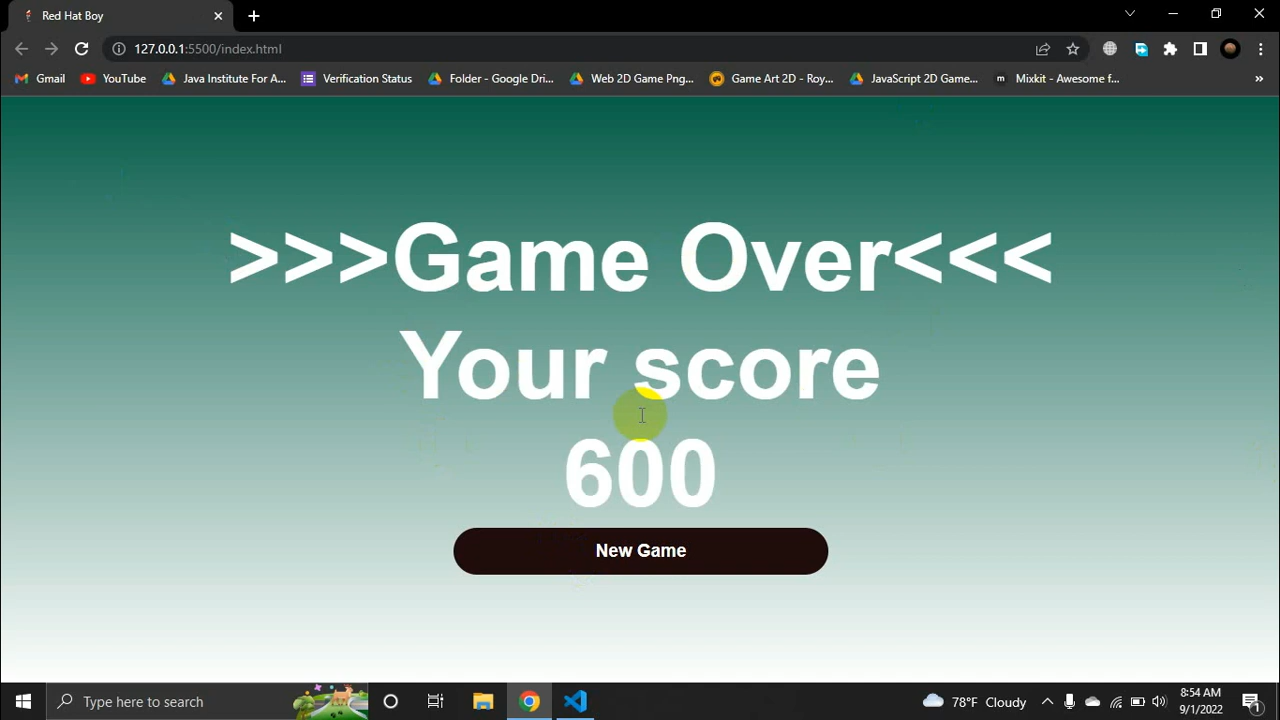 Red Hat Boy
127.0.0.1:5500/index.html
Gmail
YouTube
Java Institute For A...
Verification Status
Folder - Google Dri...
Web 2D Game Png...
Game Art 2D - Roy...
JavaScript 2D Game...
m Mixkit - Awesome f...
>>>Game Over<<<
Your score
600
New Game
Type here to search
78°F Cloudy
8:54 AM
9/1/2022
1